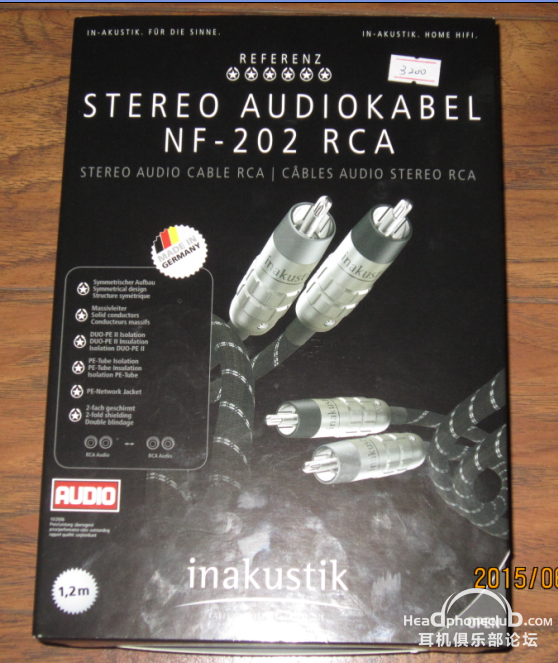 IN-AKUSTIK. FÜR DIE SINNE.
IN-AKUSTIK. HOME HIFI.
REFERENZ
3200
STEREO AUDIOKABEL
NF-202 RCA
STEREO AUDIO CABLE RCA | CÂBLES AUDIO STEREO RCA
inakustik
inakustik
MADE IN
GERMANY
Symmetrischer Aufbau
Symmetrical design
Structure symétrique
Massivleiter
Solid conductors
Conducteurs massifs
DUO-PE II Isolation
DUO-PE II Insulation
Isolation DUO-PE II
PE-Tube Isolation
PE-Tube Insulation
Isolation PE-Tube
PE-Network Jacket
2-fach geschirmt
2-fold shielding
Double blindage
RCA Audio
RCA Audio
AUDIO
inakustik
1,2m
2015/06
HeadphoneclubD.com
耳机俱乐部论坛